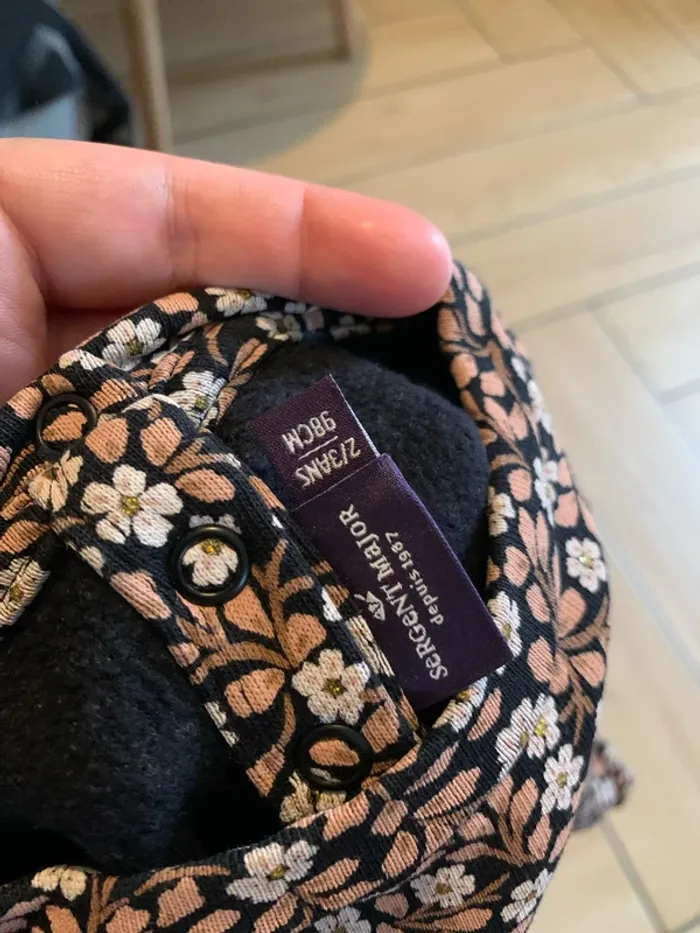 SeRGeNT MaJOR
depuis 1987
2/3ANS
98CM